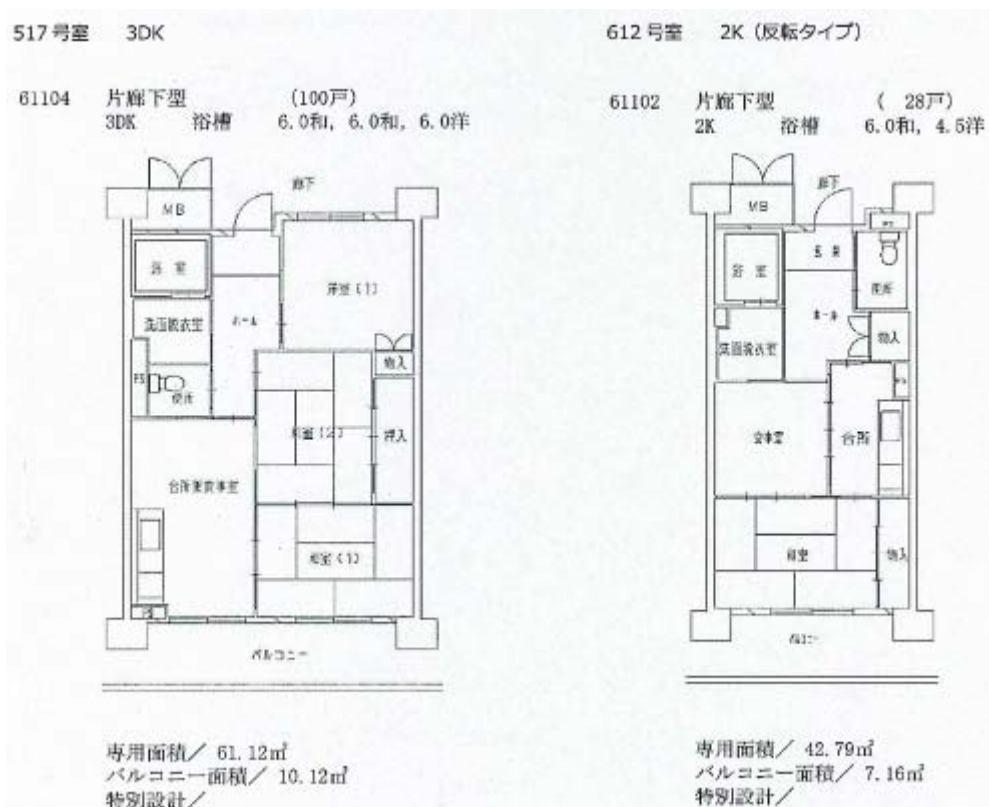 517号室 3DK
61104 片廊下型 (100戸)
3DK 浴槽 6.0和, 6.0和, 6.0洋
廊下
MB
浴室
洋室(1)
ホール
洗面脱衣室
物入
PS
便所
和室(2)
押入
台所兼食事室
和室(1)
PS
バルコニー
専用面積／ 61.12㎡
バルコニー面積／ 10.12㎡
特別設計／
612号室 2K（反転タイプ）
61102 片廊下型 ( 28戸)
2K 浴槽 6.0和, 4.5洋
廊下
MB
PS
玄関
浴室
便所
ホール
物入
洗面脱衣室
PS
食事室
台所
和室
物入
バルコニー
専用面積／ 42.79㎡
バルコニー面積／ 7.16㎡
特別設計／